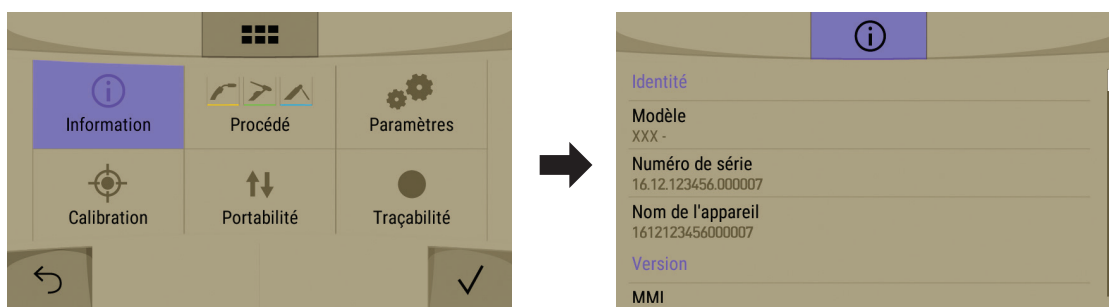 Information
Procédé
Paramètres
Calibration
Portabilité
Traçabilité
Identité
Modèle
XXX -
Numéro de série
16.12.123456.000007
Nom de l'appareil
1612123456000007
Version
MMI